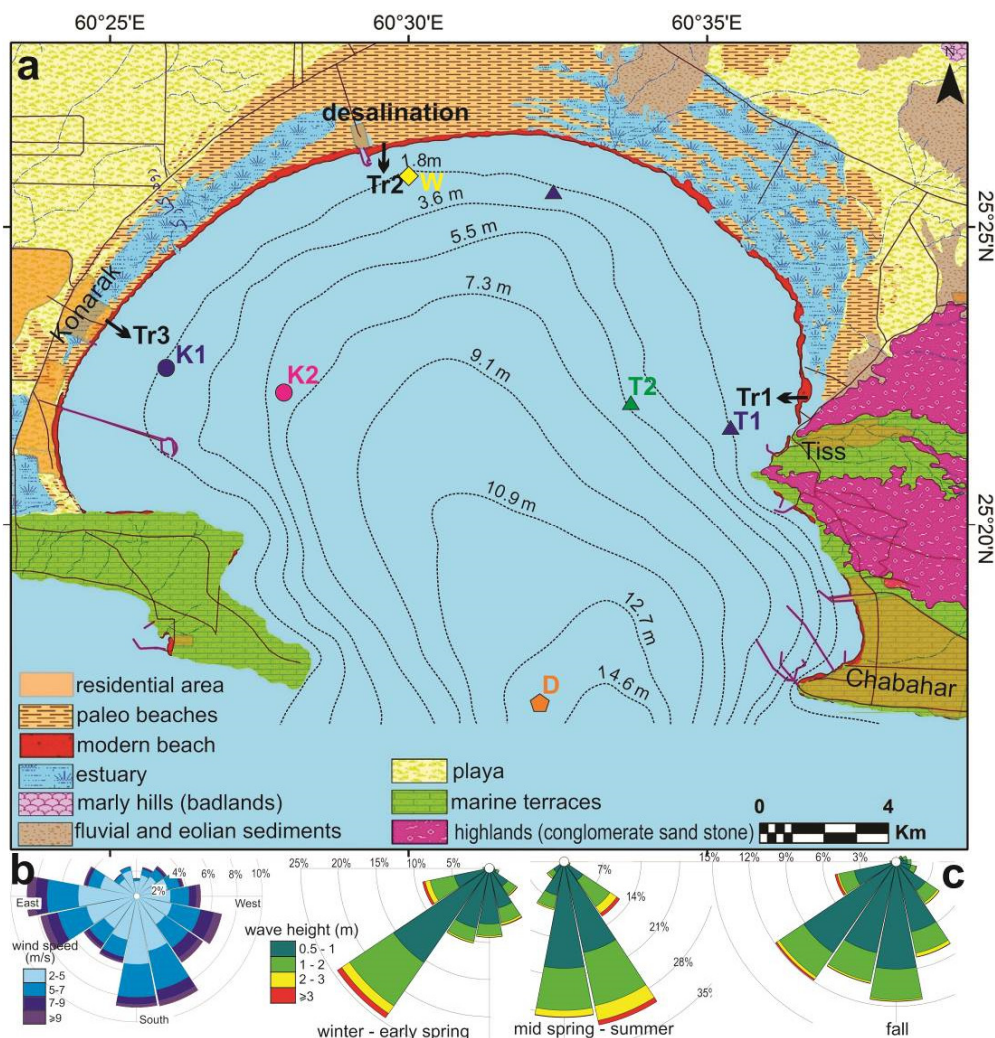 60°25'E
60°30'E
60°35'E
a
N
desalination
1.8m
Tr2
W
3.6 m
25°25'N
5.5 m
7.3 m
Konarak
Tr3
K1
K2
9.1 m
T2
Tr1
T1
Tiss
10.9 m
25°20'N
12.7 m
D
14.6 m
Chabahar
residential area
paleo beaches
modern beach
estuary
marly hills (badlands)
fluvial and eolian sediments
playa
marine terraces
highlands (conglomerate sand stone)
0 4
Km
b
2%
4%
6%
8%
10%
East
West
South
wind speed
(m/s)
2-5
5-7
7-9
⩾9
25%
20%
15%
10%
5%
wave height (m)
0.5 - 1
1 - 2
2 - 3
⩾3
winter - early spring
7%
14%
21%
28%
35%
mid spring - summer
15%
12%
9%
6%
3%
c
fall